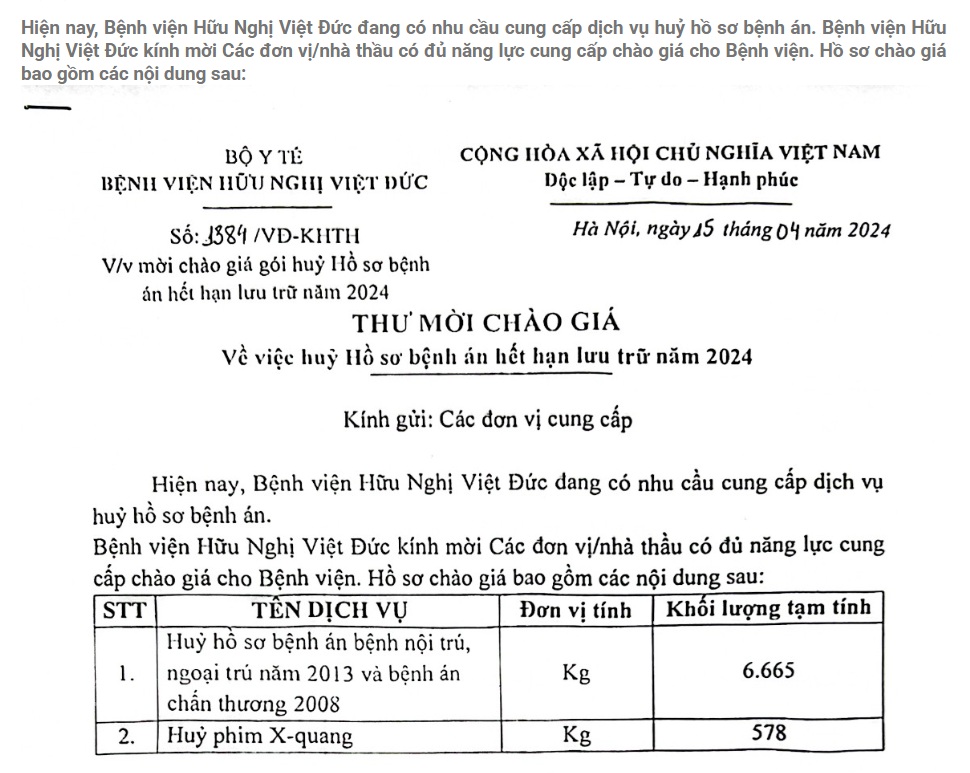 Hiện nay, Bệnh viện Hữu Nghị Việt Đức đang có nhu cầu cung cấp dịch vụ huỷ hồ sơ bệnh án. Bệnh viện Hữu
Nghị Việt Đức kính mời Các đơn vị/nhà thầu có đủ năng lực cung cấp chào giá cho Bệnh viện. Hồ sơ chào giá
bao gồm các nội dung sau:
BỘ Y TẾ
BỆNH VIỆN HỮU NGHỊ VIỆT ĐỨC
CỘNG HÒA XÃ HỘI CHỦ NGHĨA VIỆT NAM
Độc lập – Tự do – Hạnh phúc
Số: 1384/VĐ-KHTH
V/v mời chào giá gói huỷ Hồ sơ bệnh
án hết hạn lưu trữ năm 2024
Hà Nội, ngày 15 tháng 04 năm 2024
THƯ MỜI CHÀO GIÁ
Về việc huỷ Hồ sơ bệnh án hết hạn lưu trữ năm 2024
Kính gửi: Các đơn vị cung cấp
Hiện nay, Bệnh viện Hữu Nghị Việt Đức đang có nhu cầu cung cấp dịch vụ
huỷ hồ sơ bệnh án.
Bệnh viện Hữu Nghị Việt Đức kính mời Các đơn vị/nhà thầu có đủ năng lực cung
cấp chào giá cho Bệnh viện. Hồ sơ chào giá bao gồm các nội dung sau:
STT TÊN DỊCH VỤ Đơn vị tính Khối lượng tạm tính
1. Huỷ hồ sơ bệnh án bệnh nội trú,
ngoại trú năm 2013 và bệnh án
chấn thương 2008 Kg 6.665
2. Huỷ phim X-quang Kg 578